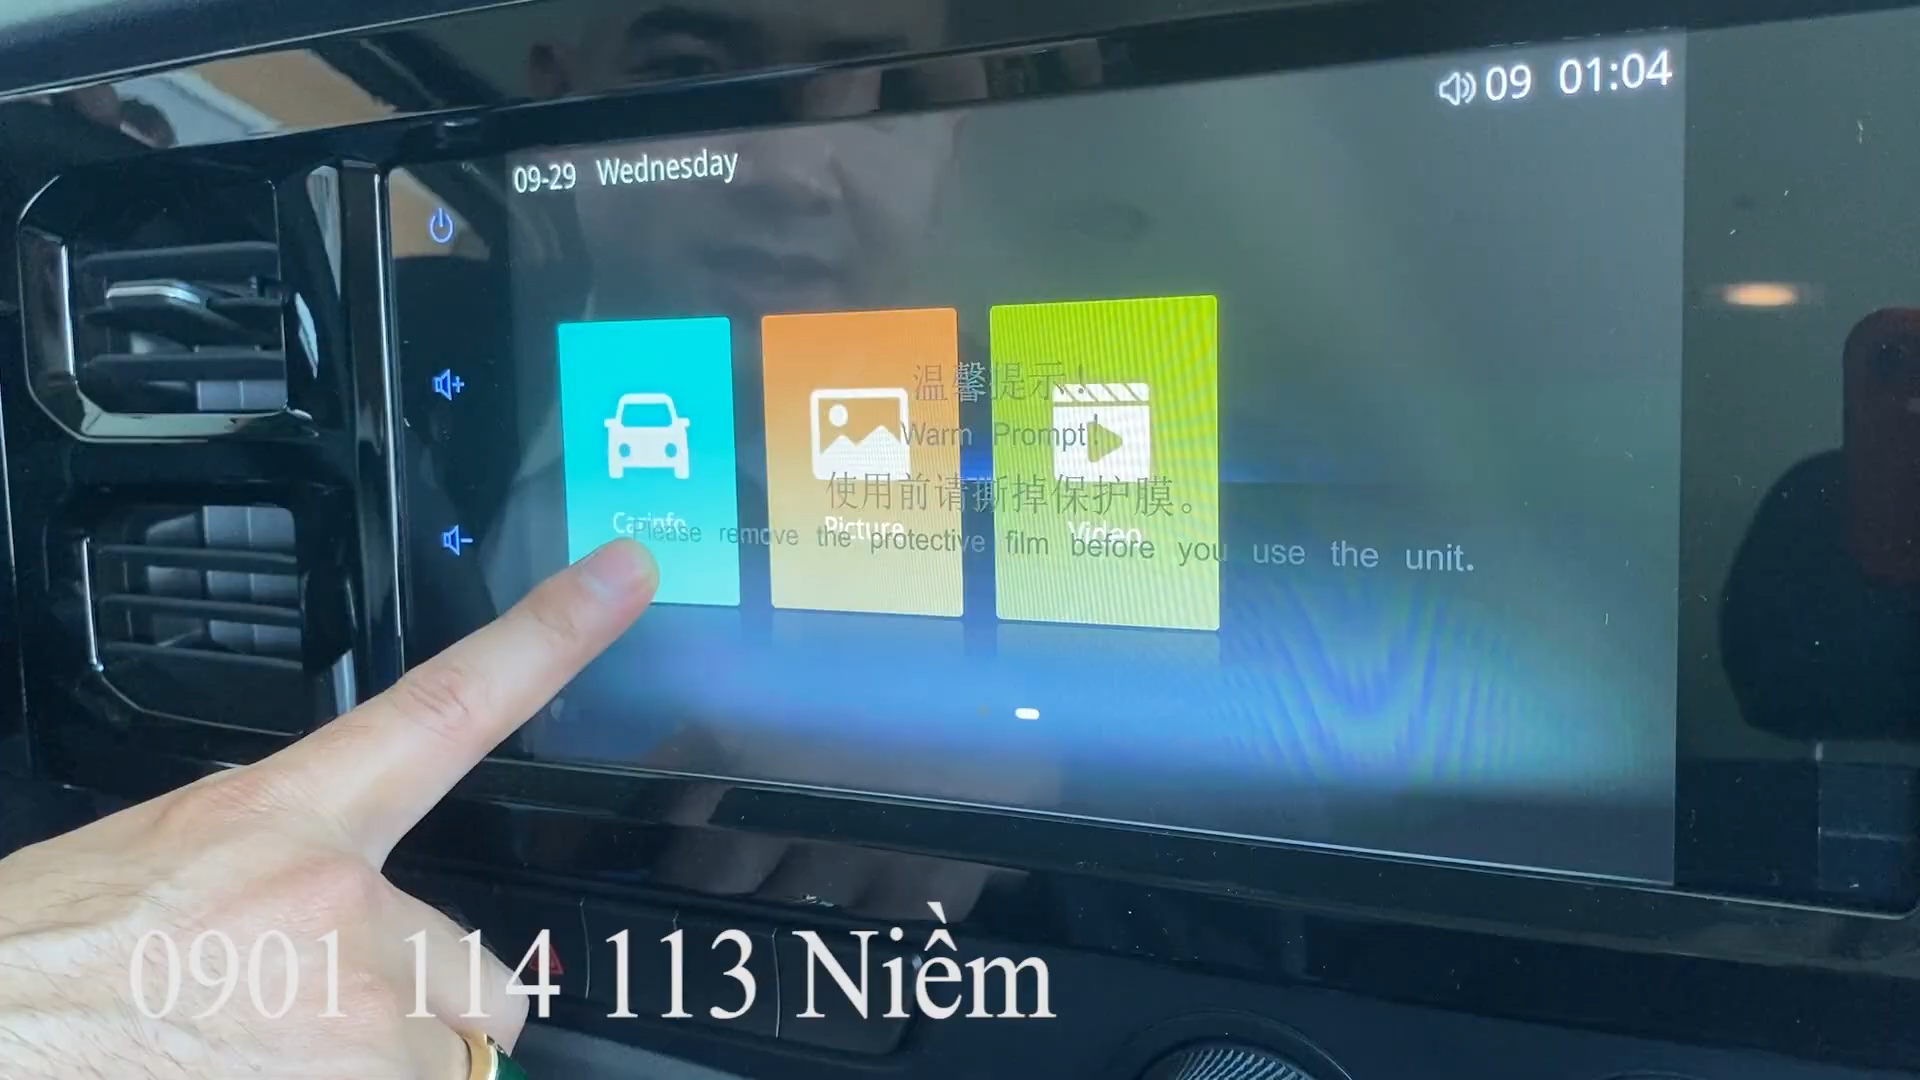 09 01:04
09-29 Wednesday
温馨提示！
Warm Prompt!
使用前请撕掉保护膜。
Carinfo Picture Video
Please remove the protective film before you use the unit.
0901 114 113 Niềm